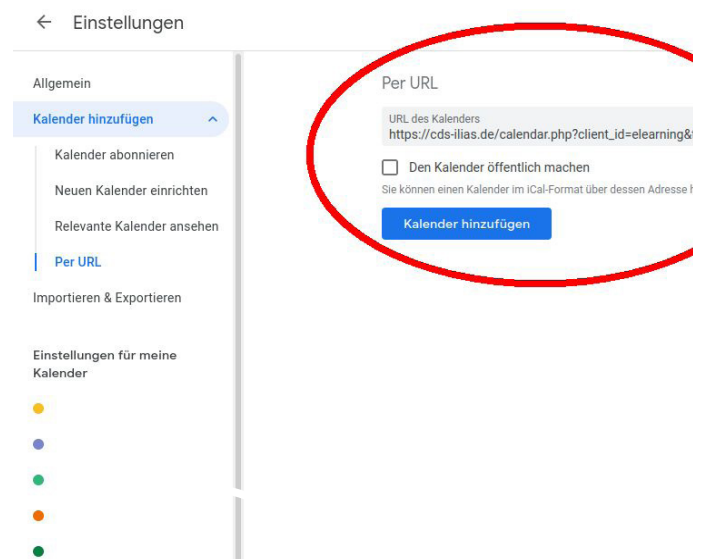 Einstellungen
Allgemein
Kalender hinzufügen
Kalender abonnieren
Neuen Kalender einrichten
Relevante Kalender ansehen
Per URL
Importieren & Exportieren
Einstellungen für meine
Kalender
Per URL
URL des Kalenders
https://cds-ilias.de/calendar.php?client_id=elearning&
Den Kalender öffentlich machen
Sie können einen Kalender im iCal-Format über dessen Adresse
Kalender hinzufügen